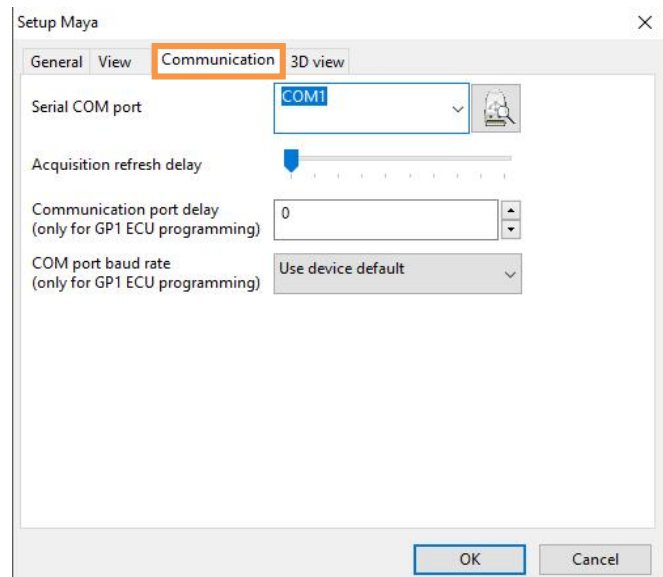 Setup Maya
General View Communication 3D view
Serial COM port
COM1
Acquisition refresh delay
Communication port delay
(only for GP1 ECU programming)
0
COM port baud rate
(only for GP1 ECU programming)
Use device default
OK Cancel